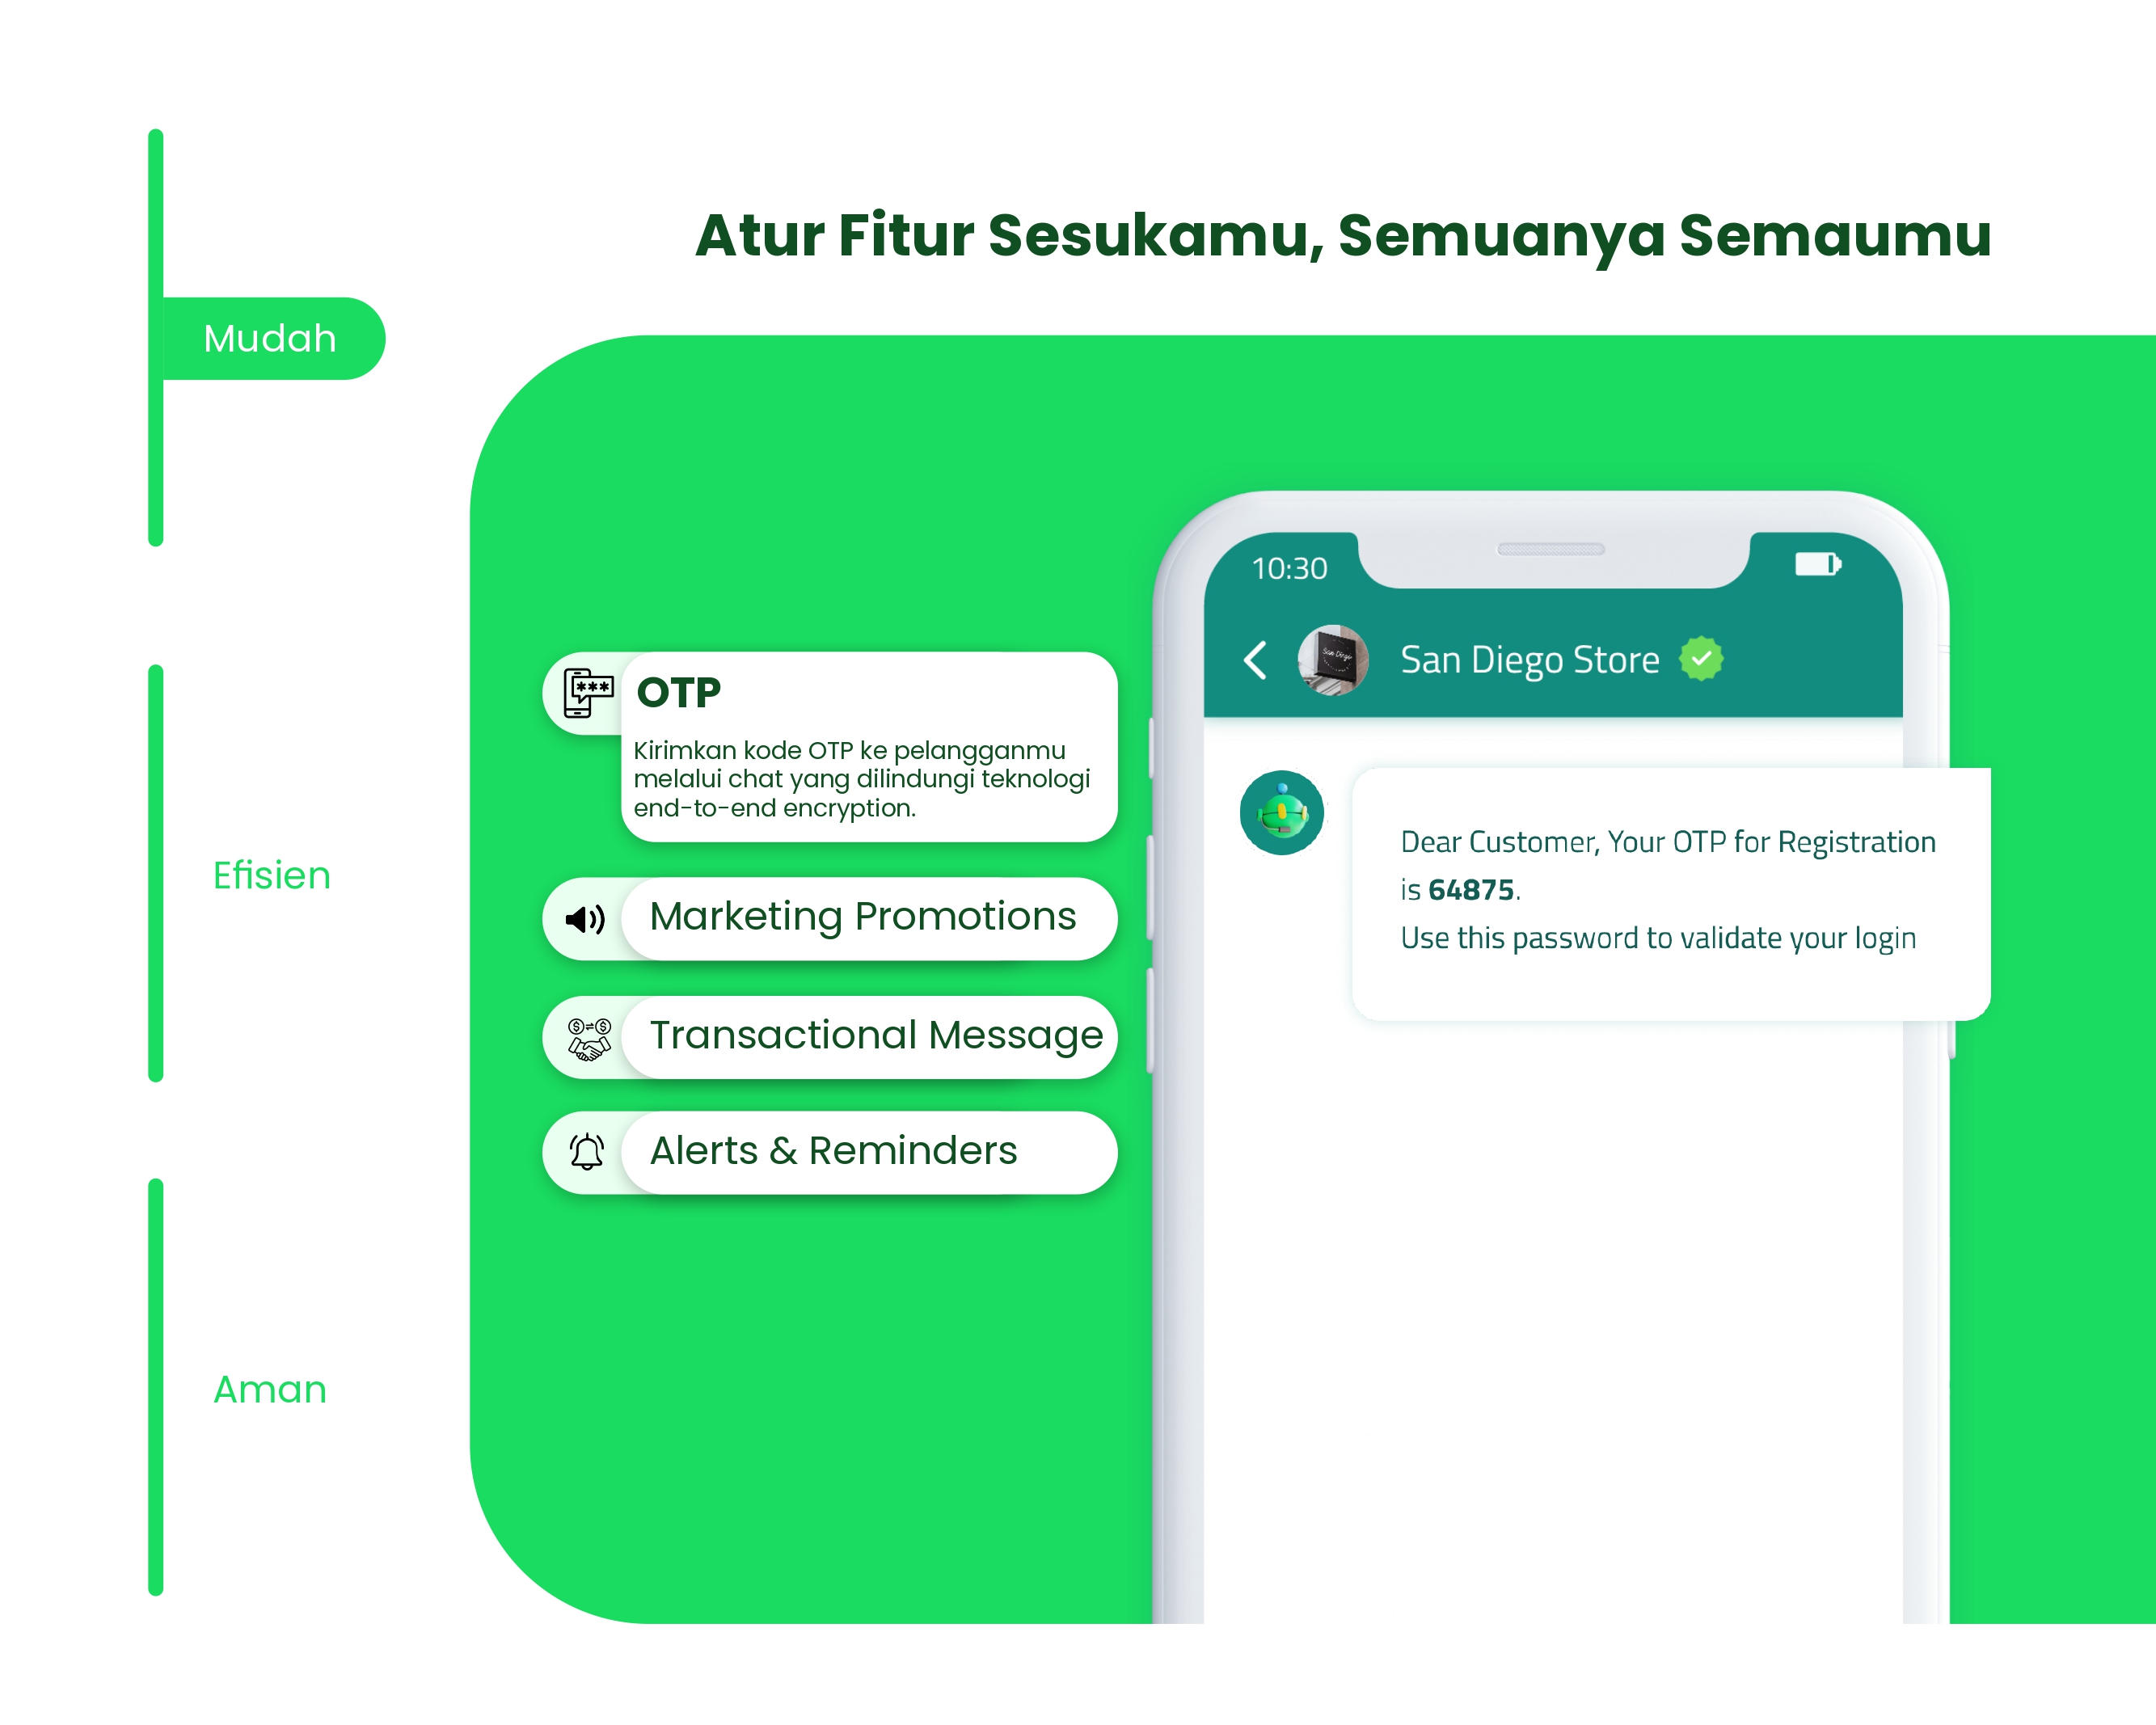 Atur Fitur Sesukamu, Semuanya Semaumu
Mudah
Efisien
Aman
OTP
Kirimkan kode OTP ke pelangganmu
melalui chat yang dilindungi teknologi
end-to-end encryption.
Marketing Promotions
Transactional Message
Alerts & Reminders
10:30
San Diego Store
San Diego
Dear Customer, Your OTP for Registration
is 64875.
Use this password to validate your login